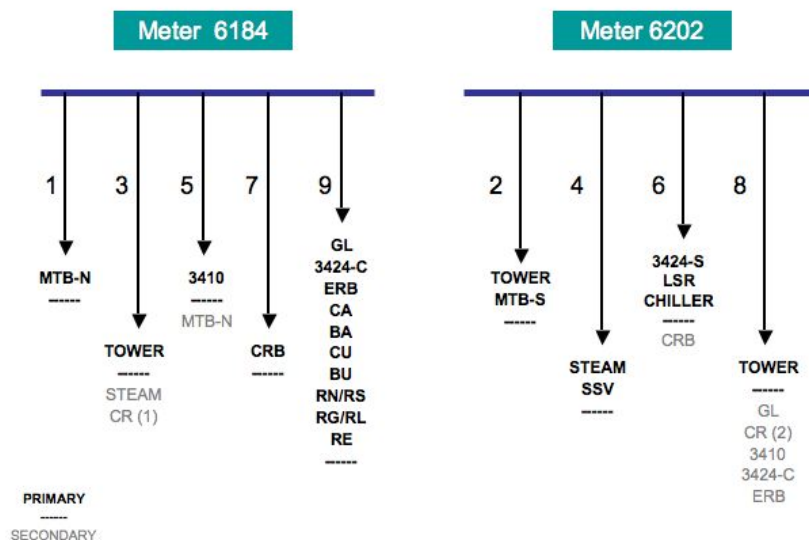 Meter 6184
Meter 6202
1
3
5
7
9
2
4
6
8
MTB-N
------
TOWER
------
STEAM
CR (1)
3410
------
MTB-N
CRB
------
GL
3424-C
ERB
CA
BA
CU
BU
RN/RS
RG/RL
RE
------
TOWER
MTB-S
------
STEAM
SSV
------
3424-S
LSR
CHILLER
------
CRB
TOWER
------
GL
CR (2)
3410
3424-C
ERB
PRIMARY
------
SECONDARY